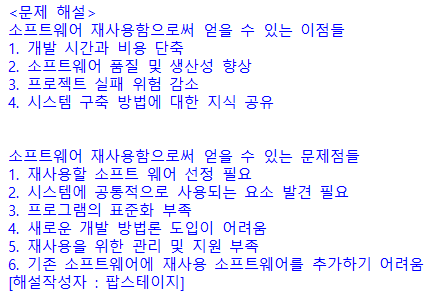 <문제 해설>
소프트웨어 재사용함으로써 얻을 수 있는 이점들
1. 개발 시간과 비용 단축
2. 소프트웨어 품질 및 생산성 향상
3. 프로젝트 실패 위험 감소
4. 시스템 구축 방법에 대한 지식 공유
소프트웨어 재사용함으로써 얻을 수 있는 문제점들
1. 재사용할 소프트 웨어 선정 필요
2. 시스템에 공통적으로 사용되는 요소 발견 필요
3. 프로그램의 표준화 부족
4. 새로운 개발 방법론 도입이 어려움
5. 재사용을 위한 관리 및 지원 부족
6. 기존 소프트웨어에 재사용 소프트웨어를 추가하기 어려움
[해설작성자 : 팝스테이지]